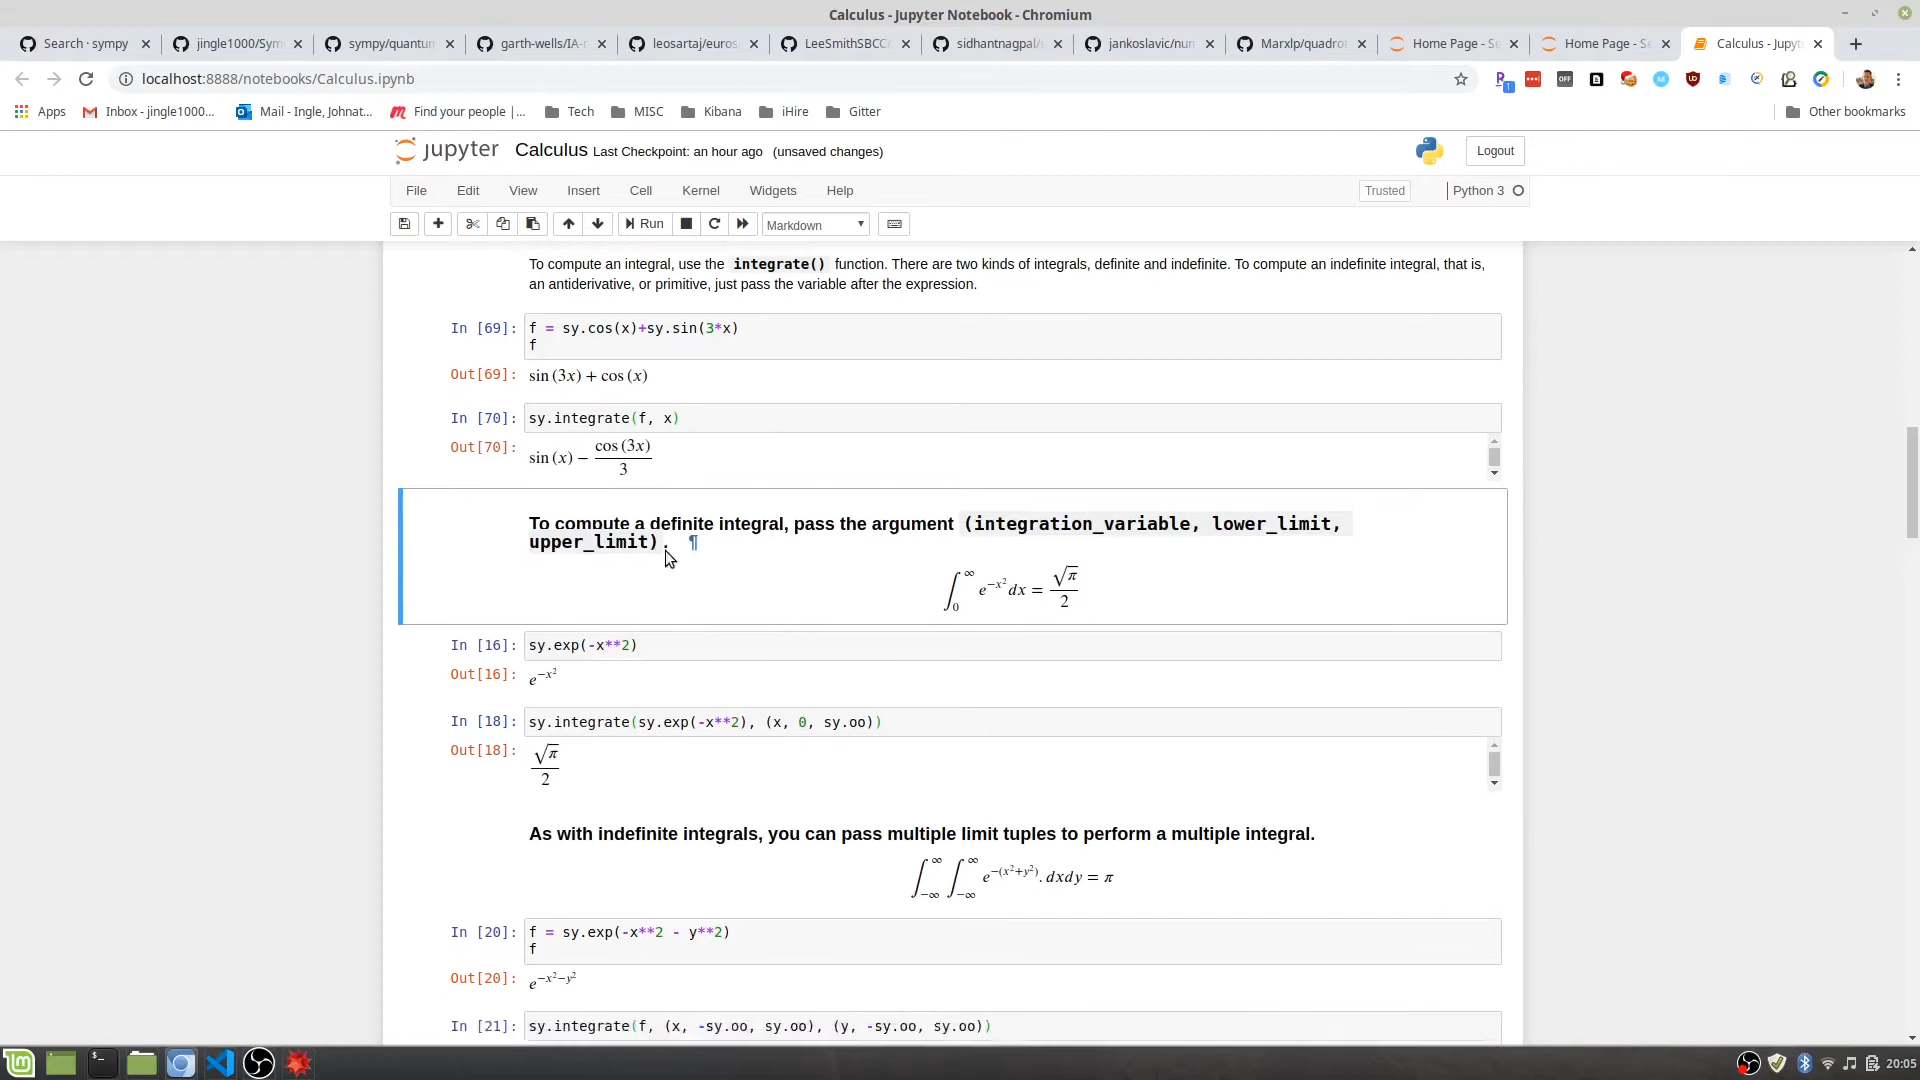 Calculus - Jupyter Notebook - Chromium
Search · sympy
jingle1000/Sym
sympy/quantum
garth-wells/IA-
leosartaj/euros
LeeSmithSBCC/
sidhantnagpal/s
jankoslavic/num
Marxlp/quadrot
Home Page - Se
Home Page - Se
Calculus - Jupyt
localhost:8888/notebooks/Calculus.ipynb
Apps
Inbox - jingle1000...
Mail - Ingle, Johnat...
Find your people |...
Tech
MISC
Kibana
iHire
Gitter
Other bookmarks
jupyter Calculus Last Checkpoint: an hour ago (unsaved changes)
Logout
File Edit View Insert Cell Kernel Widgets Help
Trusted
Python 3
Run
Markdown
To compute an integral, use the integrate() function. There are two kinds of integrals, definite and indefinite. To compute an indefinite integral, that is,
an antiderivative, or primitive, just pass the variable after the expression.
In [69]: f = sy.cos(x)+sy.sin(3*x)
f
Out[69]: sin (3x) + cos (x)
In [70]: sy.integrate(f, x)
Out[70]: sin (x) − cos (3x) / 3
To compute a definite integral, pass the argument (integration_variable, lower_limit,
upper_limit). ¶
∫₀^∞ e^{−x²} dx = √π / 2
In [16]: sy.exp(-x**2)
Out[16]: e^{−x²}
In [18]: sy.integrate(sy.exp(-x**2), (x, 0, sy.oo))
Out[18]: √π / 2
As with indefinite integrals, you can pass multiple limit tuples to perform a multiple integral.
∫_{−∞}^∞ ∫_{−∞}^∞ e^{−(x²+y²)}. dxdy = π
In [20]: f = sy.exp(-x**2 - y**2)
f
Out[20]: e^{−x²−y²}
In [21]: sy.integrate(f, (x, -sy.oo, sy.oo), (y, -sy.oo, sy.oo))
20:05